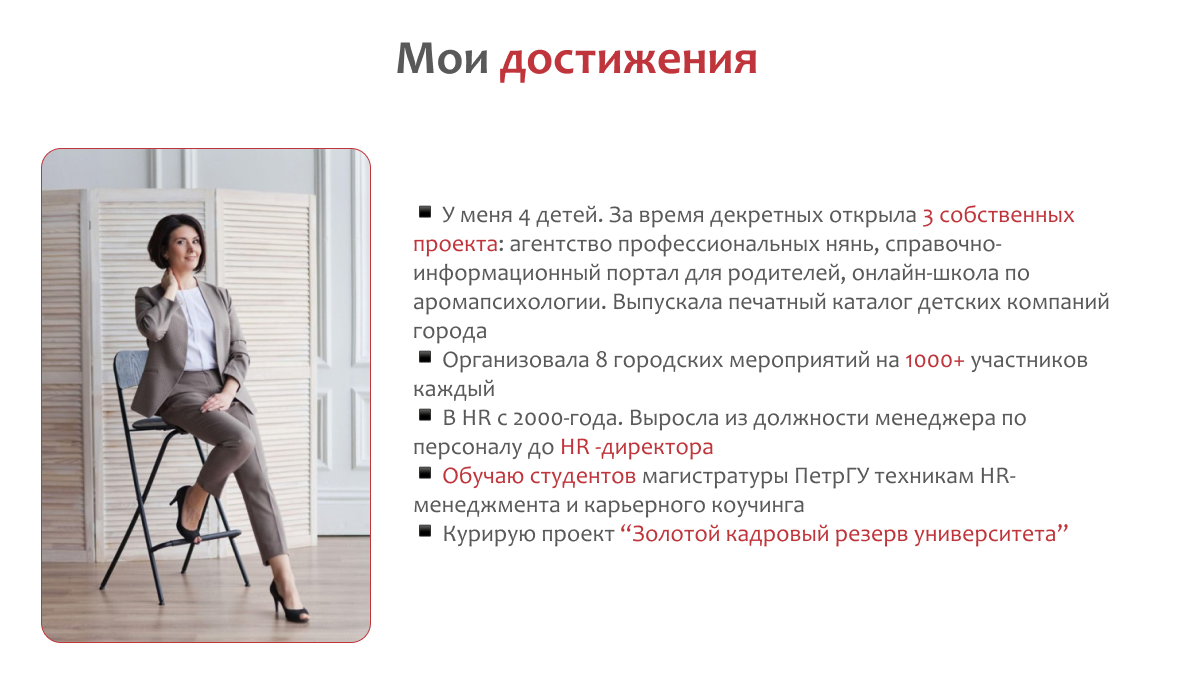 Мои достижения
▪ У меня 4 детей. За время декретных открыла 3 собственных
проекта: агентство профессиональных нянь, справочно-
информационный портал для родителей, онлайн-школа по
аромапсихологии. Выпускала печатный каталог детских компаний
города
▪ Организовала 8 городских мероприятий на 1000+ участников
каждый
▪ В HR с 2000-года. Выросла из должности менеджера по
персоналу до HR -директора
▪ Обучаю студентов магистратуры ПетрГУ техникам HR-
менеджмента и карьерного коучинга
▪ Курирую проект “Золотой кадровый резерв университета”